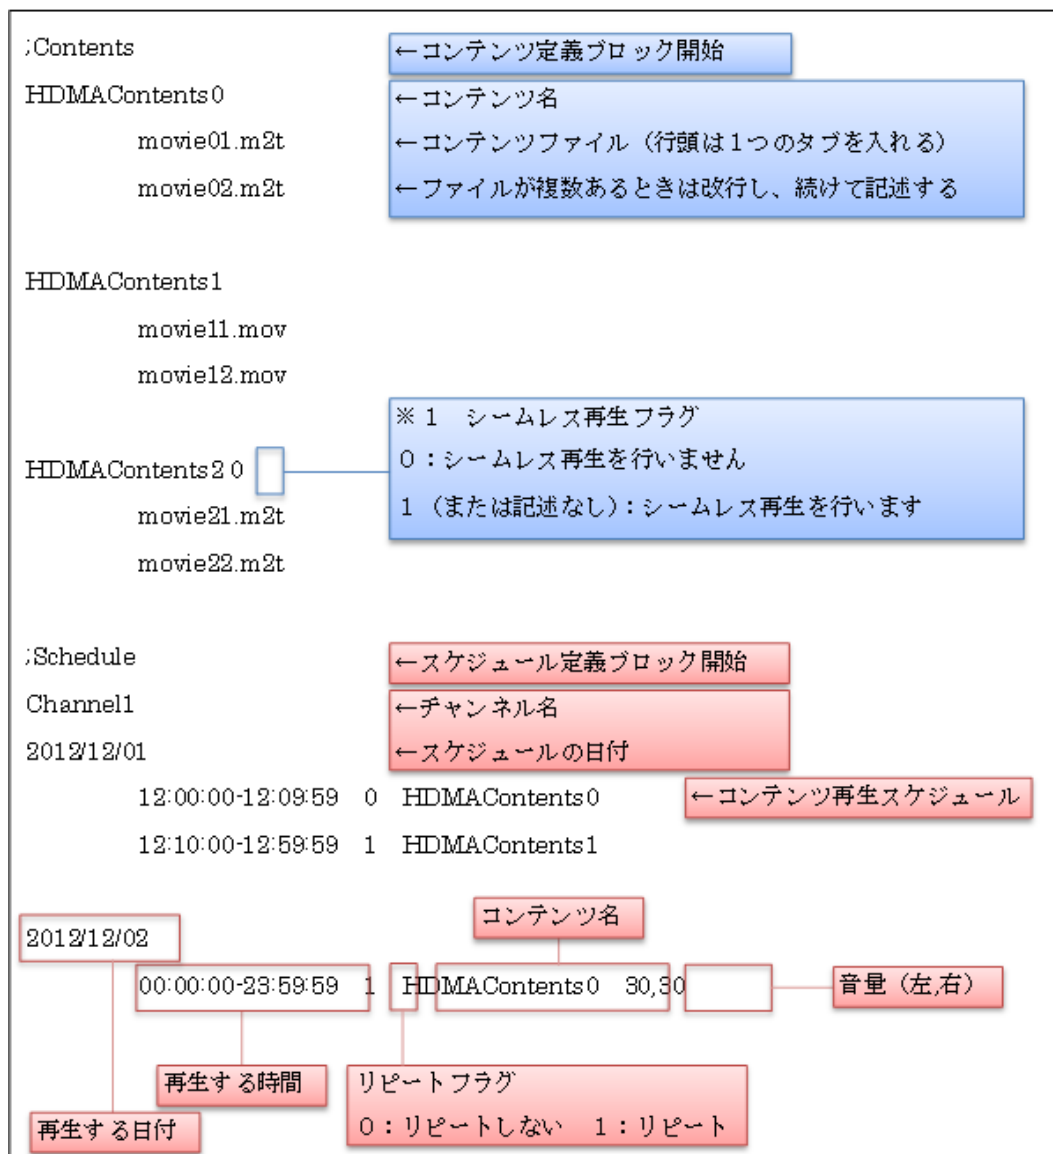 ;Contents
←コンテンツ定義ブロック開始
HDMAContents0
←コンテンツ名
movie01.m2t
←コンテンツファイル（行頭は１つのタブを入れる）
movie02.m2t
←ファイルが複数あるときは改行し、続けて記述する
HDMAContents1
movie11.mov
movie12.mov
※１　シームレス再生フラグ
０：シームレス再生を行いません
１（または記述なし）：シームレス再生を行います
HDMAContents2 0
movie21.m2t
movie22.m2t
;Schedule
←スケジュール定義ブロック開始
Channel1
←チャンネル名
2012/12/01
←スケジュールの日付
12:00:00-12:09:59 0 HDMAContents0
←コンテンツ再生スケジュール
12:10:00-12:59:59 1 HDMAContents1
コンテンツ名
2012/12/02
00:00:00-23:59:59 1 HDMAContents0 30,30
音量（左,右）
再生する時間
リピートフラグ
０：リピートしない　１：リピート
再生する日付